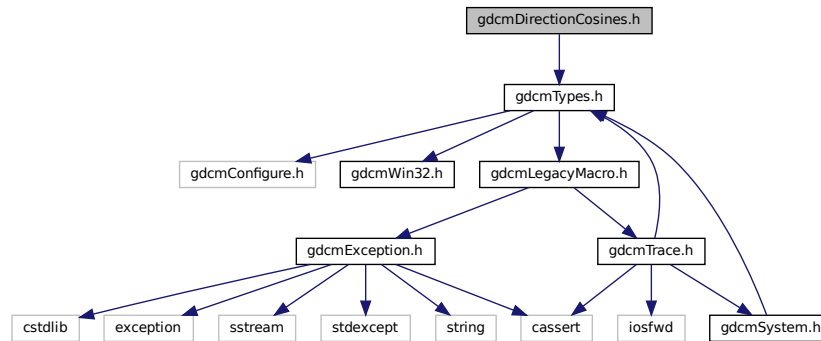 gdcmDirectionCosines.h
gdcmTypes.h
gdcmConfigure.h
gdcmWin32.h
gdcmLegacyMacro.h
gdcmException.h
gdcmTrace.h
cstdlib
exception
sstream
stdexcept
string
cassert
iosfwd
gdcmSystem.h